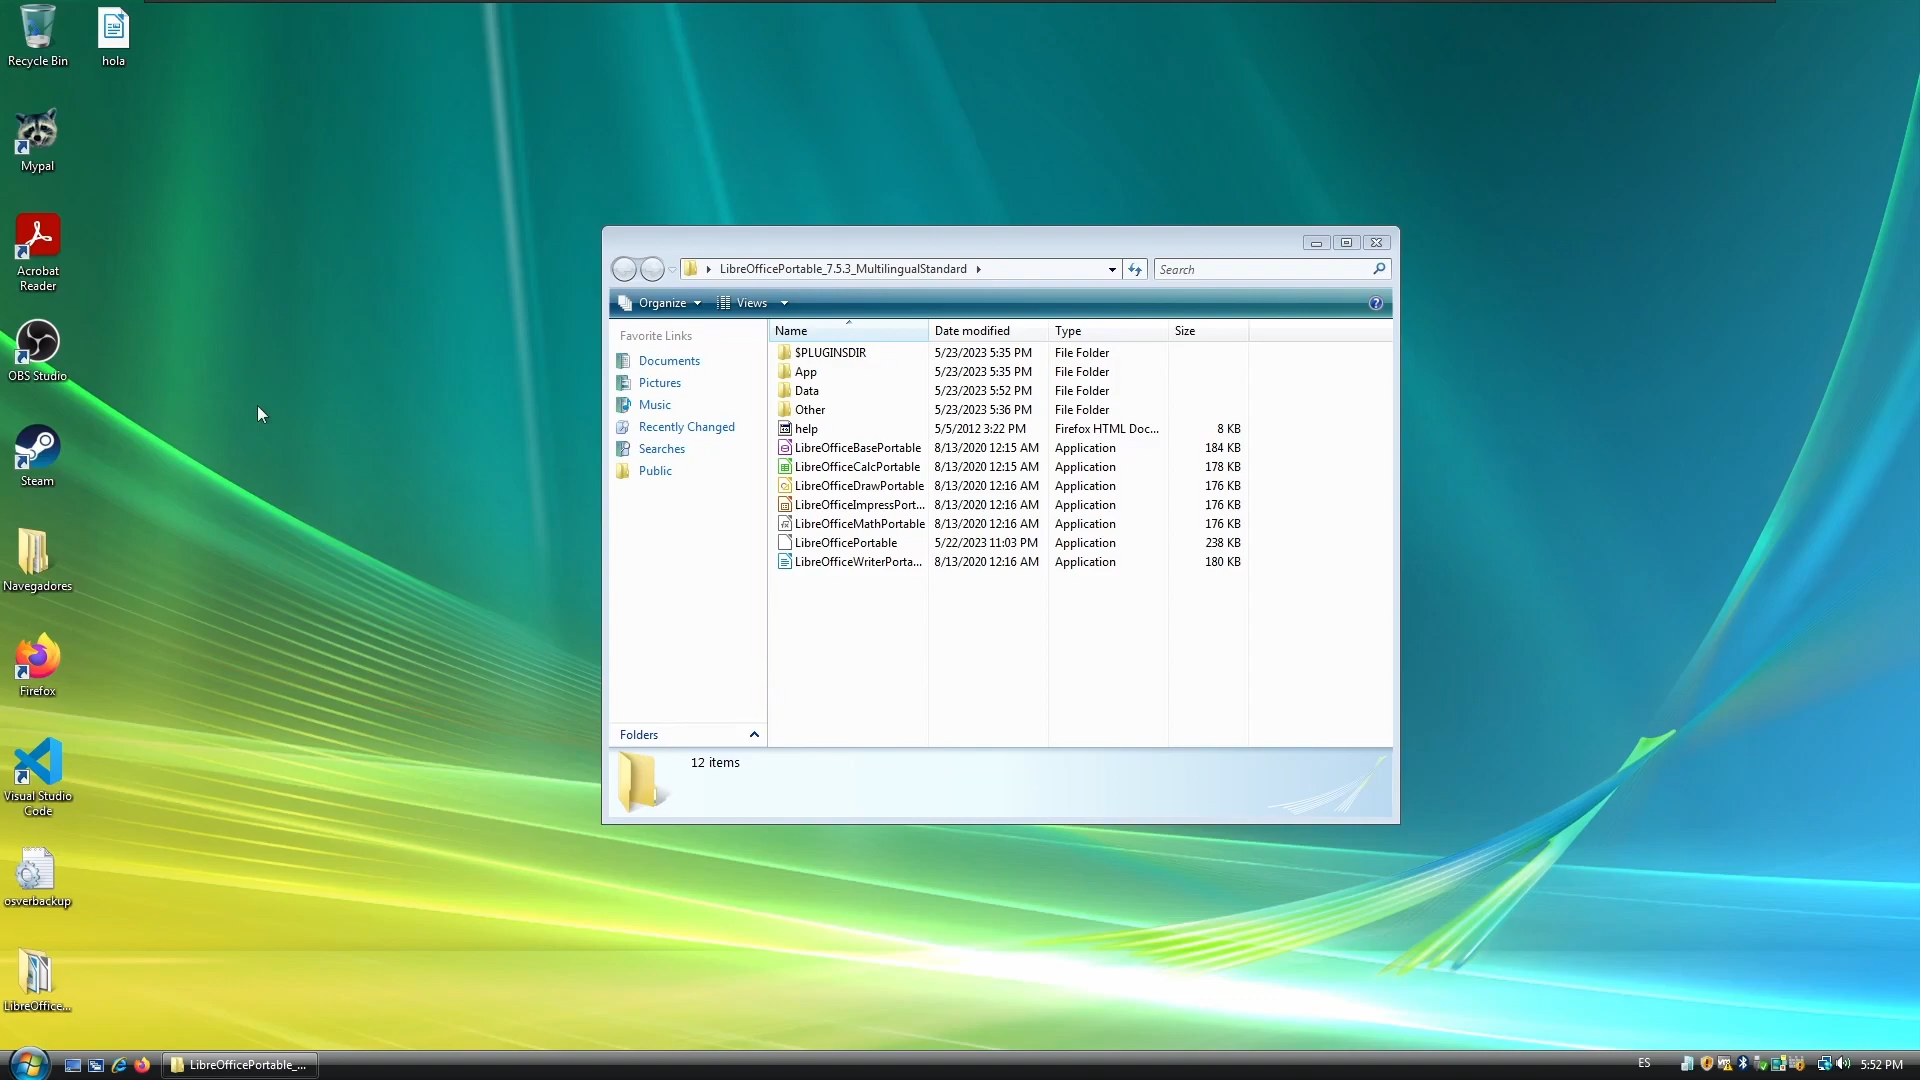 Recycle Bin
hola
Mypal
Acrobat
Reader
OBS Studio
Steam
Navegadores
Firefox
Visual Studio
Code
osverbackup
LibreOffice...
LibreOfficePortable_7.5.3_MultilingualStandard
Search
Organize Views
Favorite Links
Documents
Pictures
Music
Recently Changed
Searches
Public
Folders
Name Date modified Type Size
$PLUGINSDIR 5/23/2023 5:35 PM File Folder
App 5/23/2023 5:35 PM File Folder
Data 5/23/2023 5:52 PM File Folder
Other 5/23/2023 5:36 PM File Folder
help 5/5/2012 3:22 PM Firefox HTML Doc... 8 KB
LibreOfficeBasePortable 8/13/2020 12:15 AM Application 184 KB
LibreOfficeCalcPortable 8/13/2020 12:15 AM Application 178 KB
LibreOfficeDrawPortable 8/13/2020 12:16 AM Application 176 KB
LibreOfficeImpressPort... 8/13/2020 12:16 AM Application 176 KB
LibreOfficeMathPortable 8/13/2020 12:16 AM Application 176 KB
LibreOfficePortable 5/22/2023 11:03 PM Application 238 KB
LibreOfficeWriterPorta... 8/13/2020 12:16 AM Application 180 KB
12 items
LibreOfficePortable_...
ES
5:52 PM